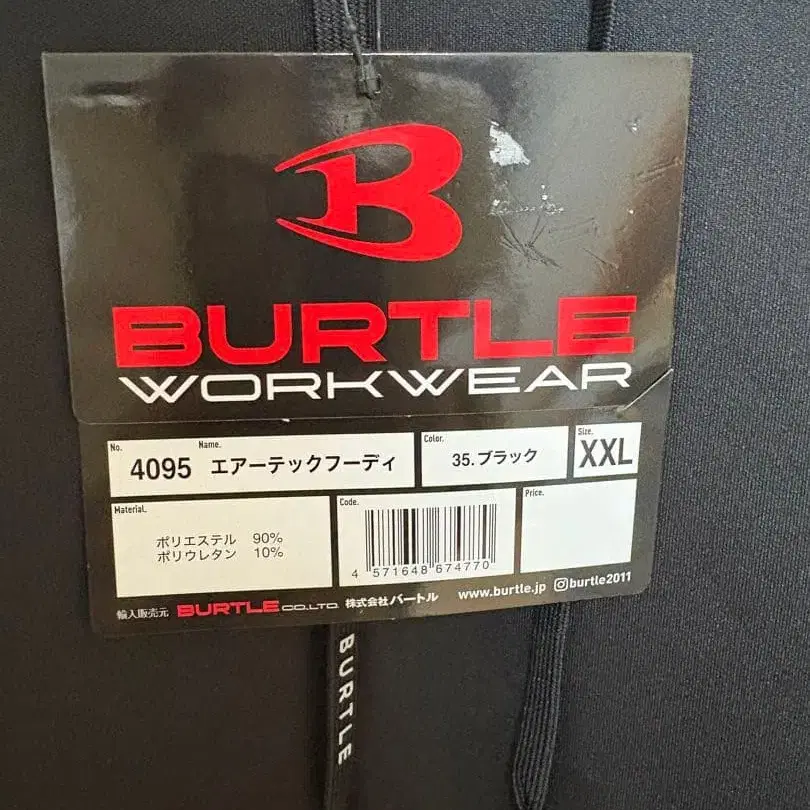 B
BURTLE
WORKWEAR
No. Name.
4095 エアーテックフーディ
Color.
35.ブラック
Size.
XXL
Material.
ポリエステル 90%
ポリウレタン 10%
Code.
4 571648 674770
Price.
輸入販売元 BURTLE CO.LTD. 株式会社バートル www.burtle.jp burtle2011
BURTLE